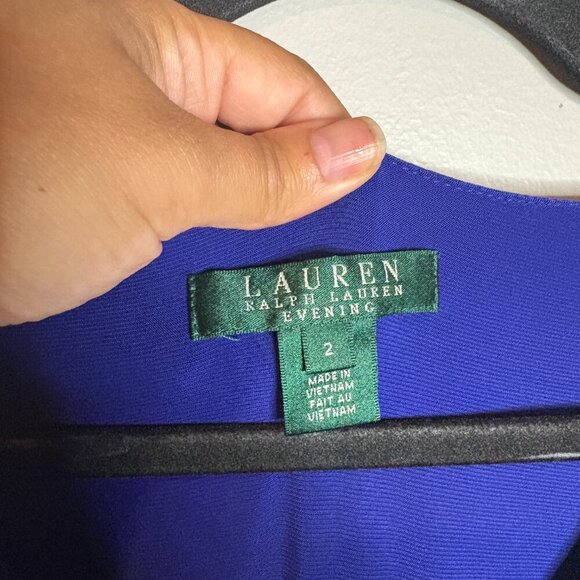 LAUREN
RALPH LAUREN
EVENING
2
MADE IN
VIETNAM
FAIT AU
VIETNAM